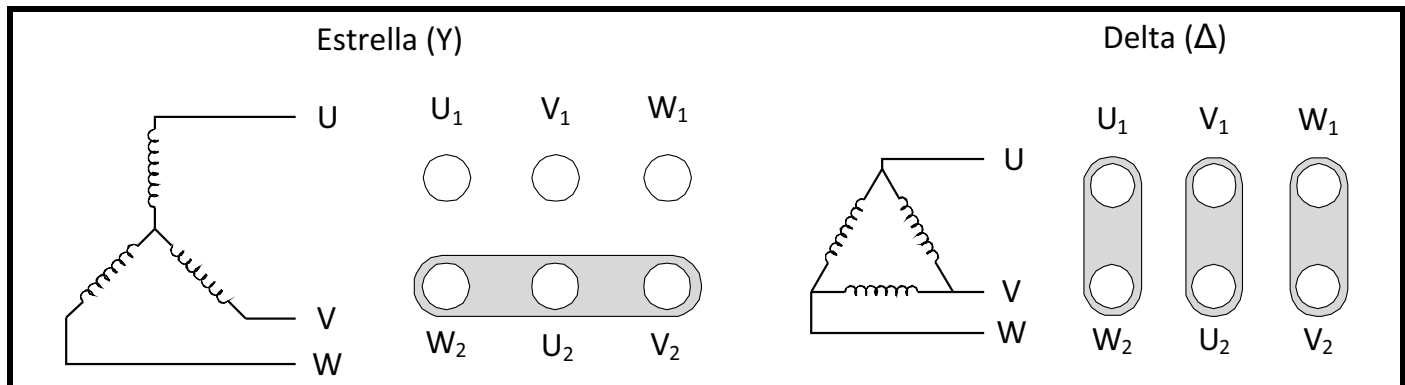 Estrella (Y)
U
V
W
U₁ V₁ W₁
W₂ U₂ V₂
Delta (Δ)
U
V
W
U₁ V₁ W₁
W₂ U₂ V₂